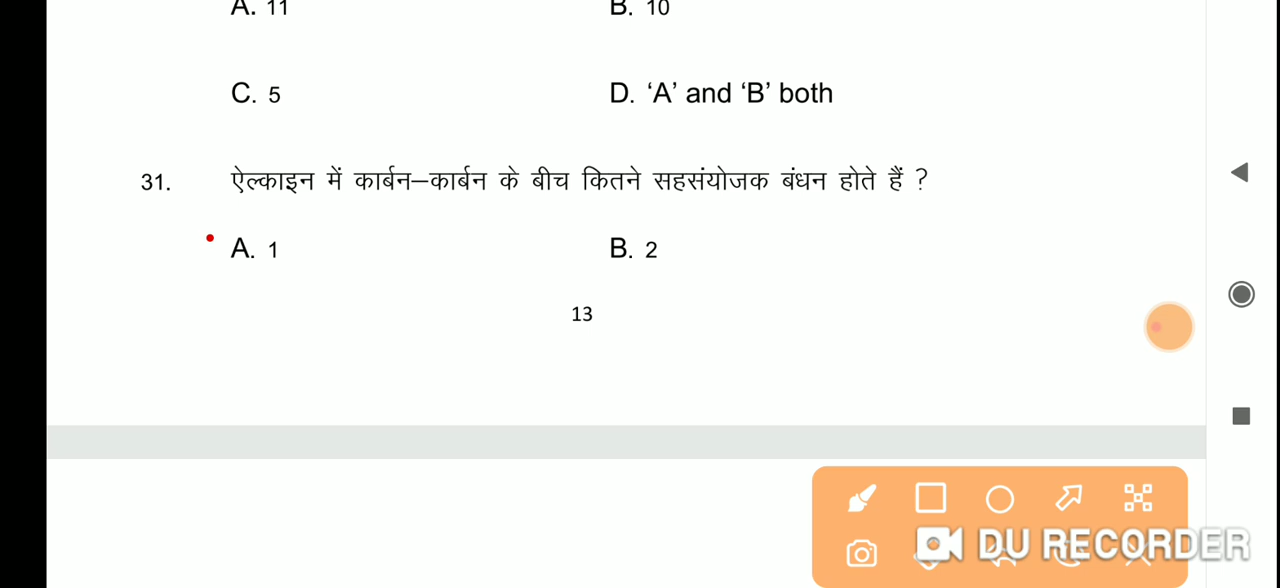 A. 11 B. 10
C. 5 D. ‘A’ and ‘B’ both
31. ऐल्काइन में कार्बन–कार्बन के बीच कितने सहसंयोजक बंधन होते हैं ?
A. 1 B. 2
13
DU RECORDER